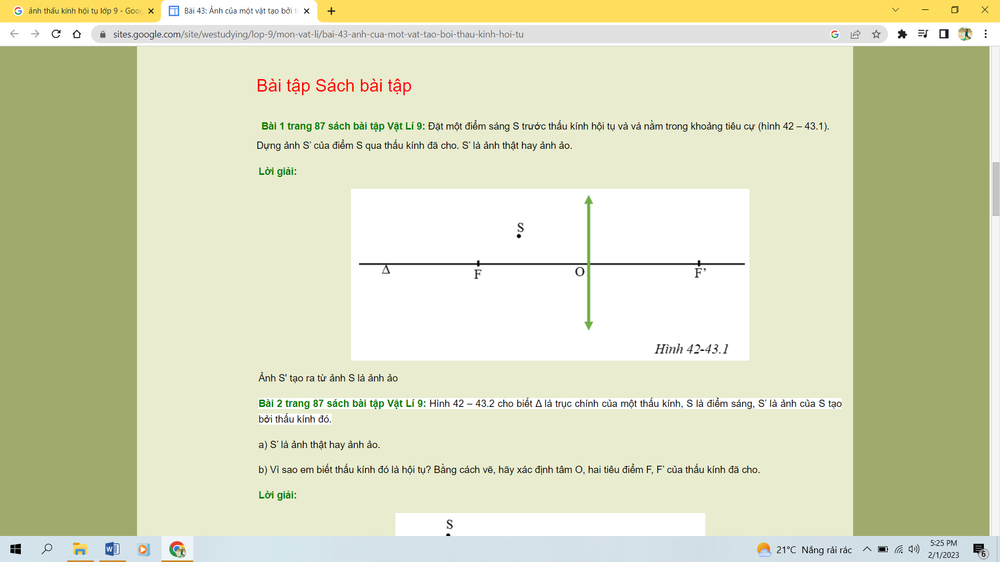 ảnh thấu kính hội tụ lớp 9 - Goog
Bài 43: Ảnh của một vật tạo bởi t
sites.google.com/site/westudying/lop-9/mon-vat-li/bai-43-anh-cua-mot-vat-tao-boi-thau-kinh-hoi-tu
Bài tập Sách bài tập
Bài 1 trang 87 sách bài tập Vật Lí 9: Đặt một điểm sáng S trước thấu kính hội tụ và và nằm trong khoảng tiêu cự (hình 42 – 43.1).
Dựng ảnh S’ của điểm S qua thấu kính đã cho. S’ là ảnh thật hay ảnh ảo.
Lời giải:
S
Δ
F
O
F’
Hình 42-43.1
Ảnh S' tạo ra từ ảnh S là ảnh ảo
Bài 2 trang 87 sách bài tập Vật Lí 9: Hình 42 – 43.2 cho biết Δ là trục chính của một thấu kính, S là điểm sáng, S’ là ảnh của S tạo
bởi thấu kính đó.
a) S’ là ảnh thật hay ảnh ảo.
b) Vì sao em biết thấu kính đó là hội tụ? Bằng cách vẽ, hãy xác định tâm O, hai tiêu điểm F, F’ của thấu kính đã cho.
Lời giải:
S
21°C Nắng rải rác
5:25 PM
2/1/2023
6